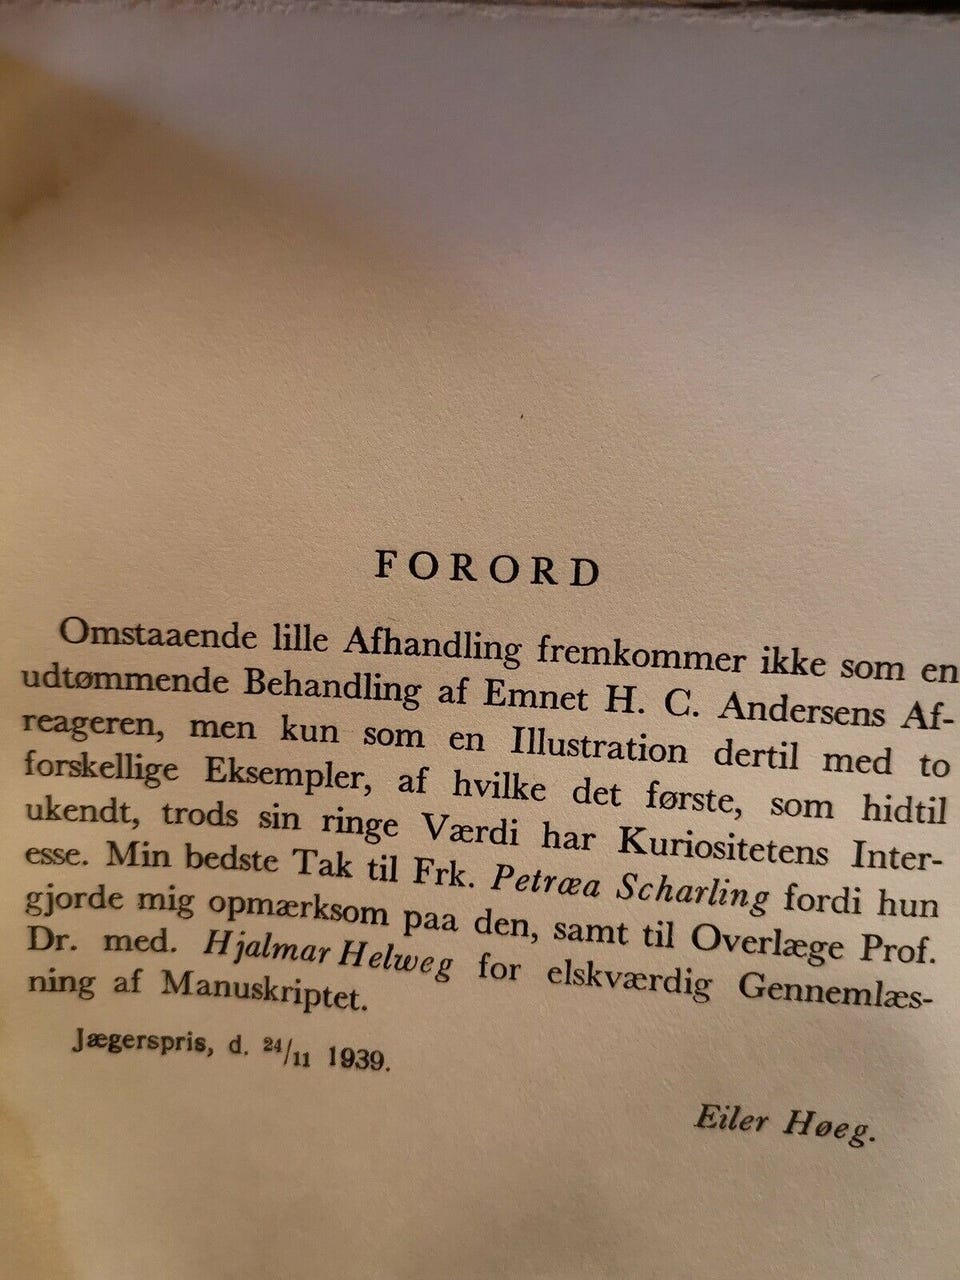 FORORD
Omstaaende lille Afhandling fremkommer ikke som en
udtømmende Behandling af Emnet H. C. Andersens Af-
reageren, men kun som en Illustration dertil med to
forskellige Eksempler, af hvilke det første, som hidtil
ukendt, trods sin ringe Værdi har Kuriositetens Inter-
esse. Min bedste Tak til Frk. Petræa Scharling fordi hun
gjorde mig opmærksom paa den, samt til Overlæge Prof.
Dr. med. Hjalmar Helweg for elskværdig Gennemlæs-
ning af Manuskriptet.
Jægerspris, d. 24/11 1939.
Eiler Høeg.